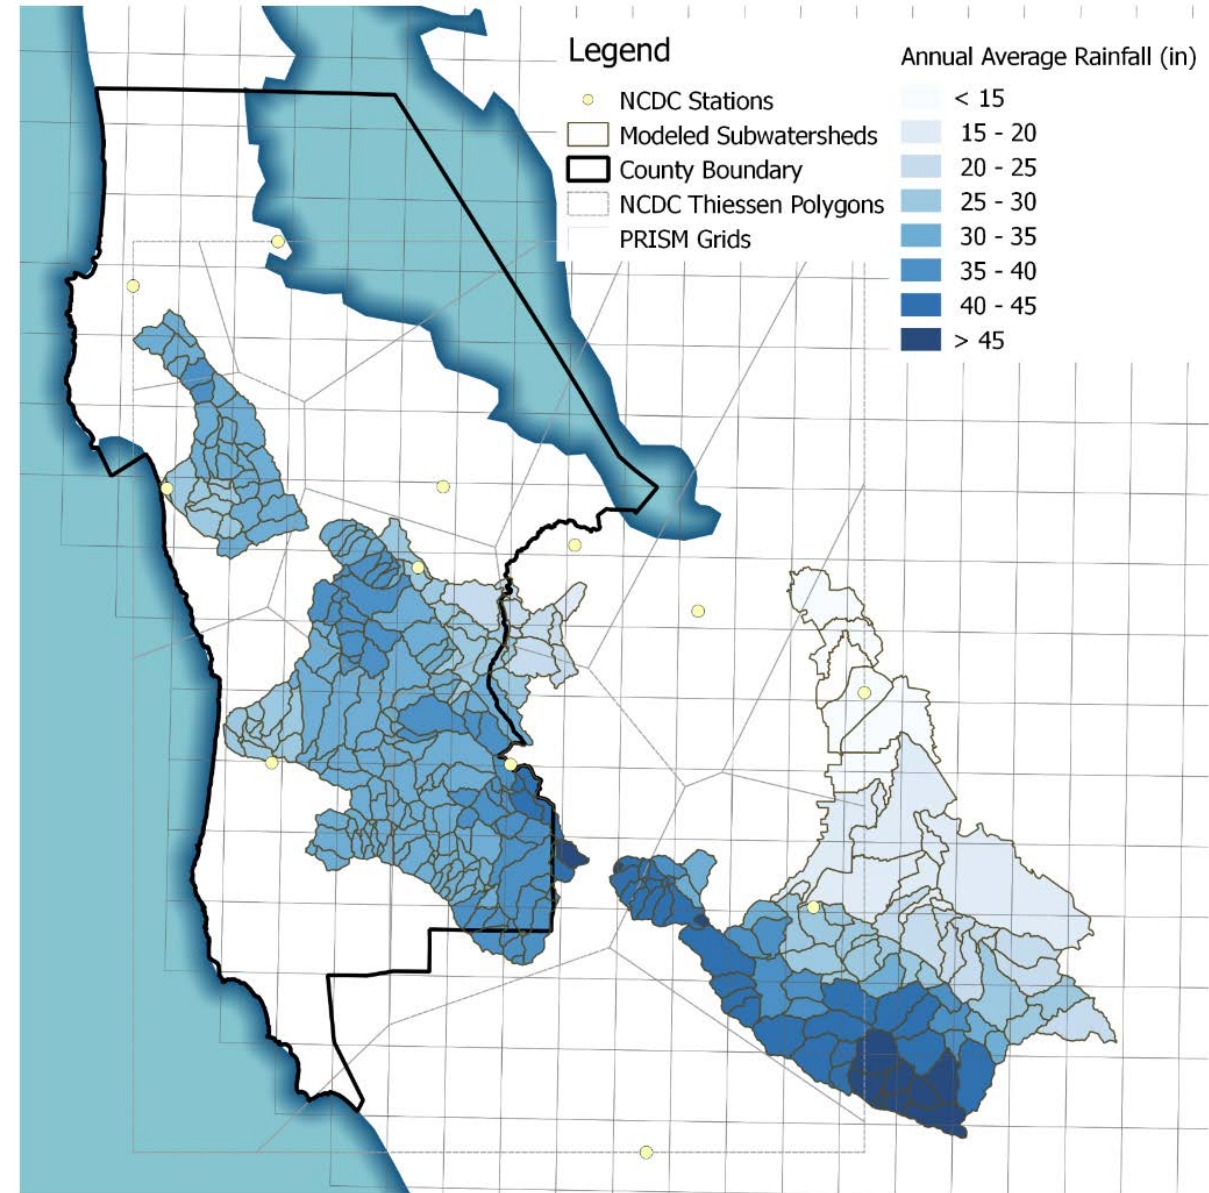 Legend
NCDC Stations
Modeled Subwatersheds
County Boundary
NCDC Thiessen Polygons
PRISM Grids
Annual Average Rainfall (in)
< 15
15 - 20
20 - 25
25 - 30
30 - 35
35 - 40
40 - 45
> 45